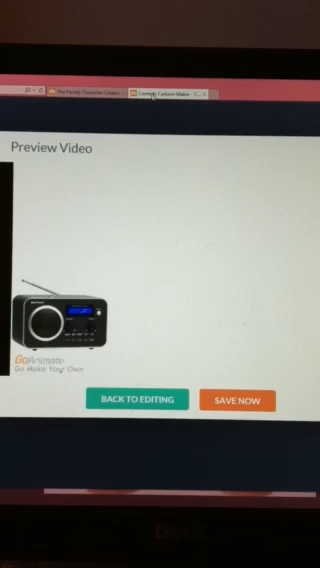 The Family Character Creator
Comedy Cartoon Maker - C...
Preview Video
GoAnimate
Go Make Your Own
BACK TO EDITING
SAVE NOW
DELL